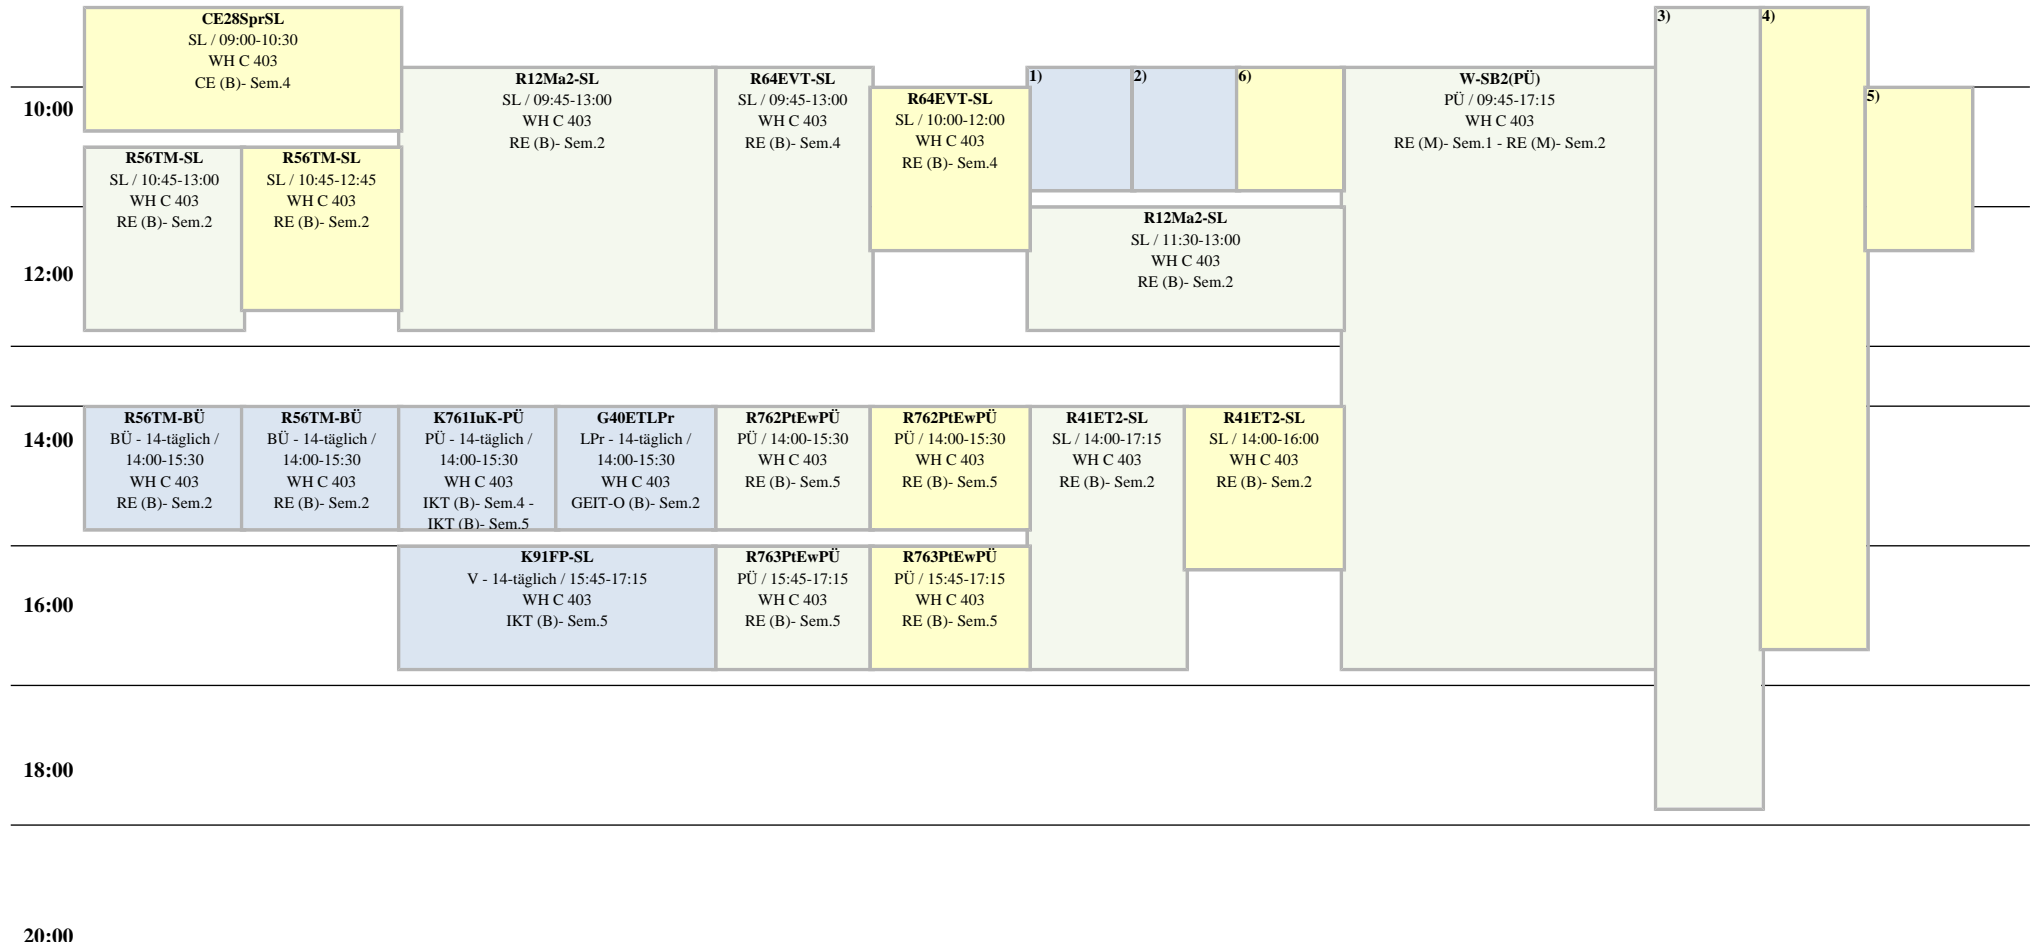 CE28SprSL
SL / 09:00-10:30
WH C 403
CE (B)- Sem.4
3)
4)
10:00
R12Ma2-SL
SL / 09:45-13:00
WH C 403
RE (B)- Sem.2
R64EVT-SL
SL / 09:45-13:00
WH C 403
RE (B)- Sem.4
R64EVT-SL
SL / 10:00-12:00
WH C 403
RE (B)- Sem.4
1)
2)
6)
W-SB2(PÜ)
PÜ / 09:45-17:15
WH C 403
RE (M)- Sem.1 - RE (M)- Sem.2
5)
R56TM-SL
SL / 10:45-13:00
WH C 403
RE (B)- Sem.2
R56TM-SL
SL / 10:45-12:45
WH C 403
RE (B)- Sem.2
R12Ma2-SL
SL / 11:30-13:00
WH C 403
RE (B)- Sem.2
12:00
14:00
R56TM-BÜ
BÜ - 14-täglich /
14:00-15:30
WH C 403
RE (B)- Sem.2
R56TM-BÜ
BÜ - 14-täglich /
14:00-15:30
WH C 403
RE (B)- Sem.2
K761IuK-PÜ
PÜ - 14-täglich /
14:00-15:30
WH C 403
IKT (B)- Sem.4 -
IKT (B)- Sem.5
G40ETLPr
LPr - 14-täglich /
14:00-15:30
WH C 403
GEIT-O (B)- Sem.2
R762PtEwPÜ
PÜ / 14:00-15:30
WH C 403
RE (B)- Sem.5
R762PtEwPÜ
PÜ / 14:00-15:30
WH C 403
RE (B)- Sem.5
R41ET2-SL
SL / 14:00-17:15
WH C 403
RE (B)- Sem.2
R41ET2-SL
SL / 14:00-16:00
WH C 403
RE (B)- Sem.2
16:00
K91FP-SL
V - 14-täglich / 15:45-17:15
WH C 403
IKT (B)- Sem.5
R763PtEwPÜ
PÜ / 15:45-17:15
WH C 403
RE (B)- Sem.5
R763PtEwPÜ
PÜ / 15:45-17:15
WH C 403
RE (B)- Sem.5
18:00
20:00